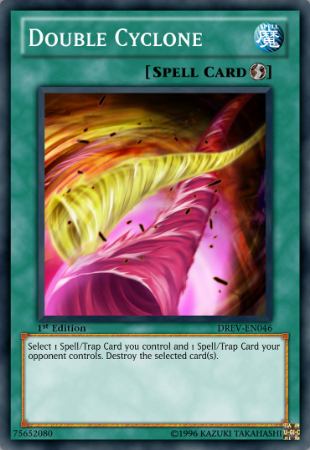 DOUBLE CYCLONE
SPELL
魔
[SPELL CARD]
1st Edition
DREV-EN046
Select 1 Spell/Trap Card you control and 1 Spell/Trap Card your
opponent controls. Destroy the selected card(s).
75652080
©1996 KAZUKI TAKAHASHI